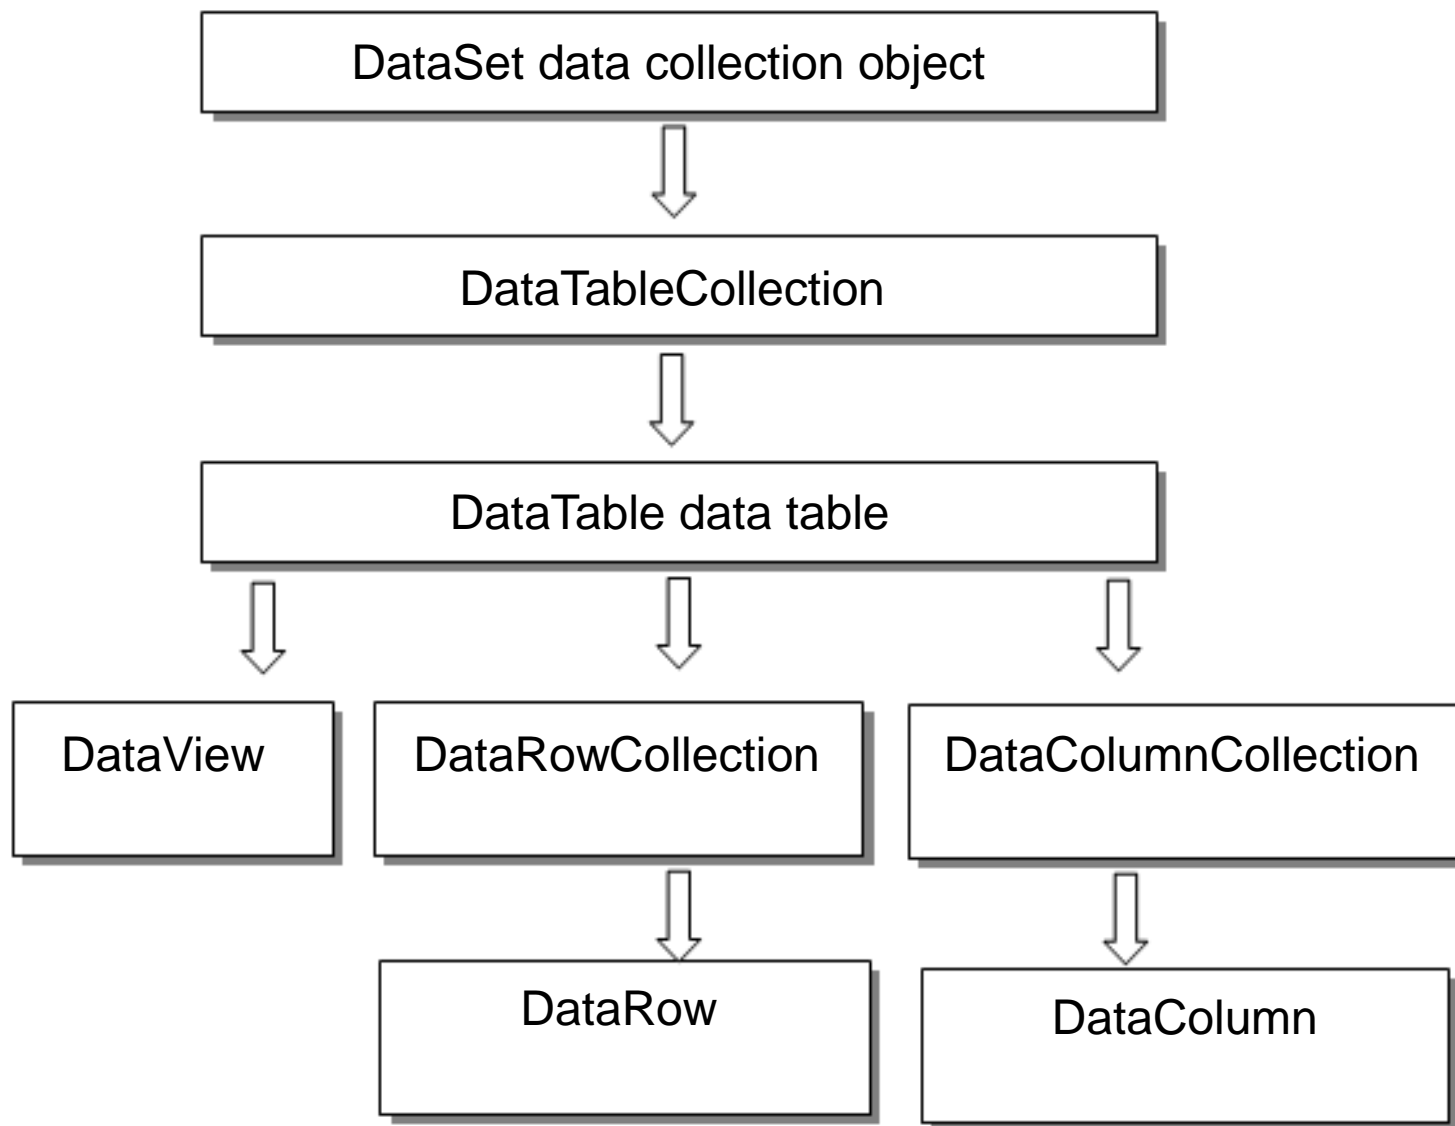 DataSet data collection object
DataTableCollection
DataTable data table
DataView
DataRowCollection
DataColumnCollection
DataRow
DataColumn